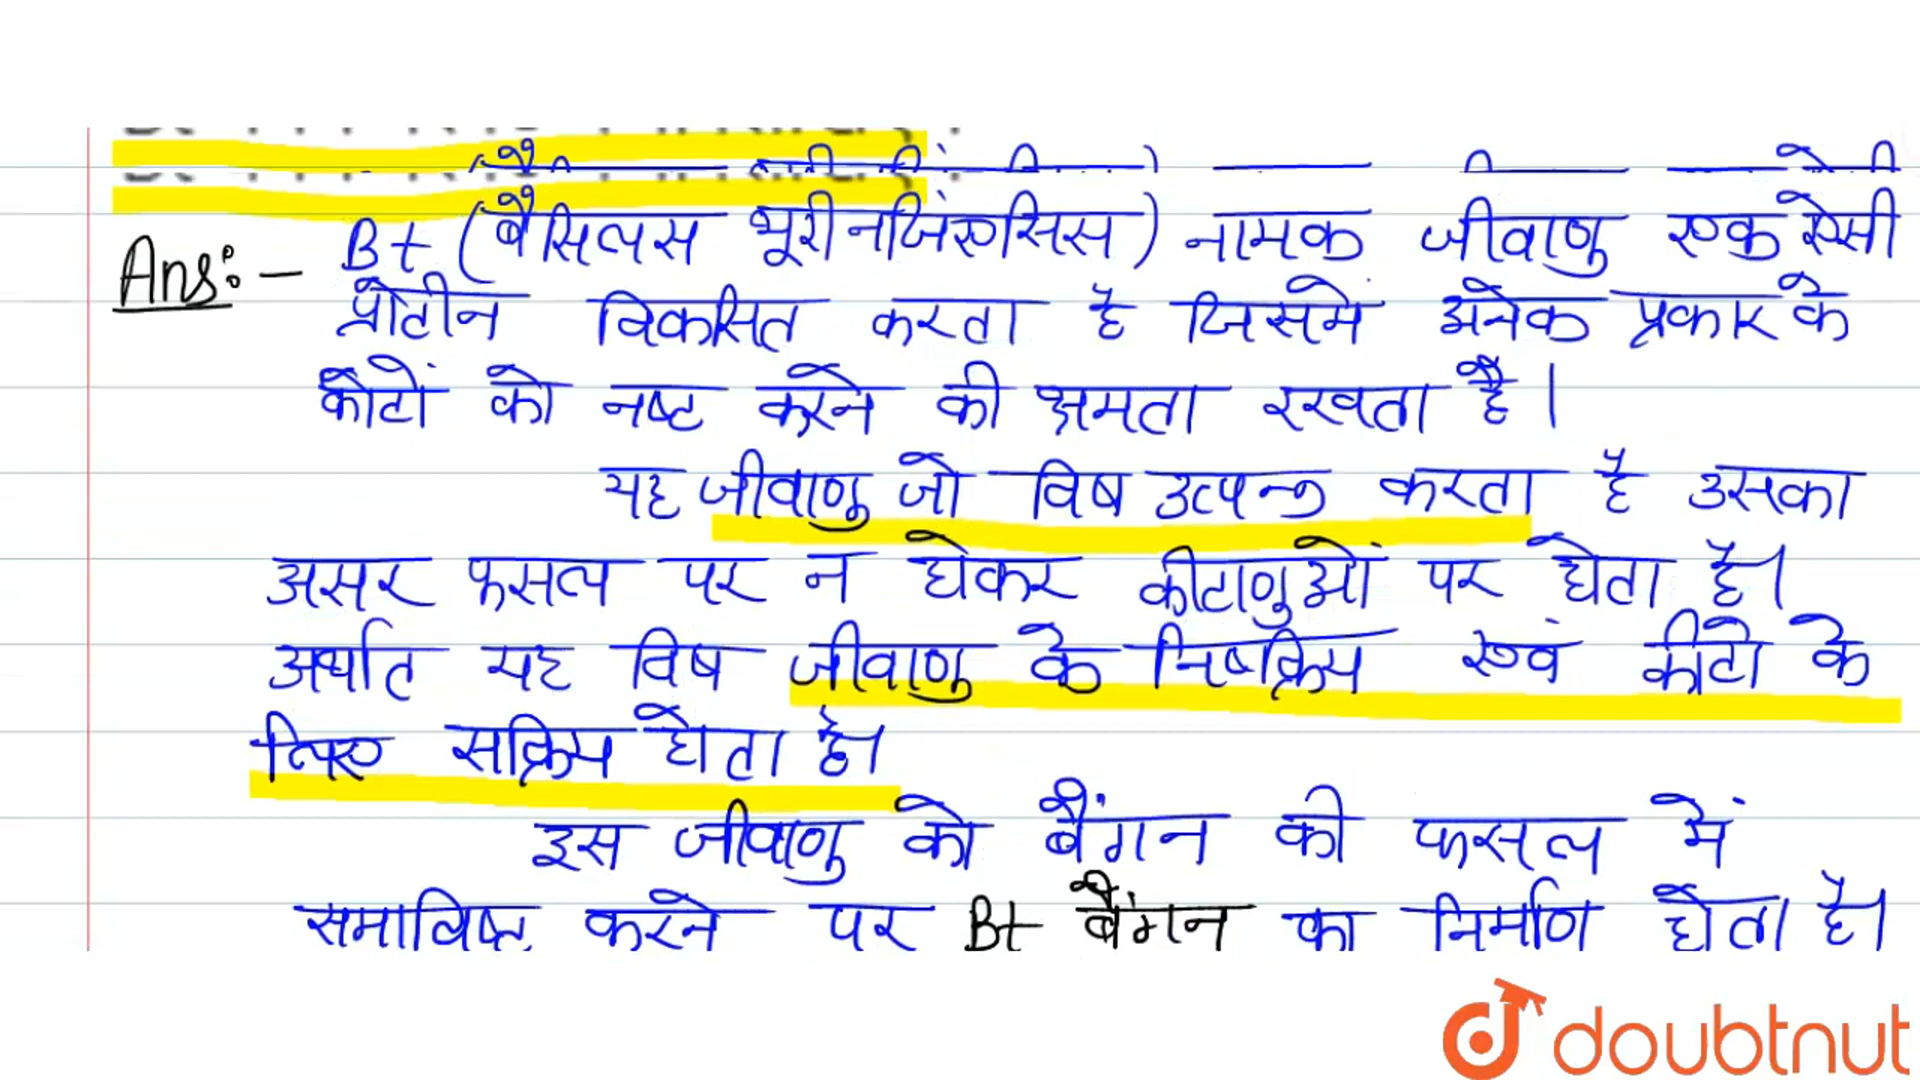 Ans:- Bt (बैसिलस थूरीनजिंएसिस) नामक जीवाणु एक ऐसी
प्रोटीन विकसित करता है जिसमें अनेक प्रकार के
कीटों को नष्ट करने की क्षमता रखता है।
यह जीवाणु जो विष उत्पन्न करता है उसका
असर फसल पर न होकर कीटाणुओं पर होता है।
अर्थात यह विष जीवाणु के निष्क्रिय एवं कीटो के
लिए सक्रिय होता है।
इस जीवाणु को बैंगन की फसल में
समाविष्ट करने पर Bt बैंगन का निर्माण होता है।
doubtnut